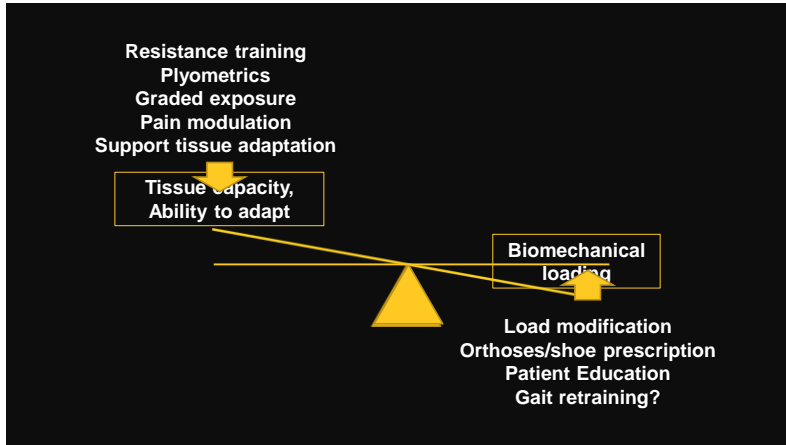 Resistance training
Plyometrics
Graded exposure
Pain modulation
Support tissue adaptation
Tissue capacity,
Ability to adapt
Biomechanical
loading
Load modification
Orthoses/shoe prescription
Patient Education
Gait retraining?